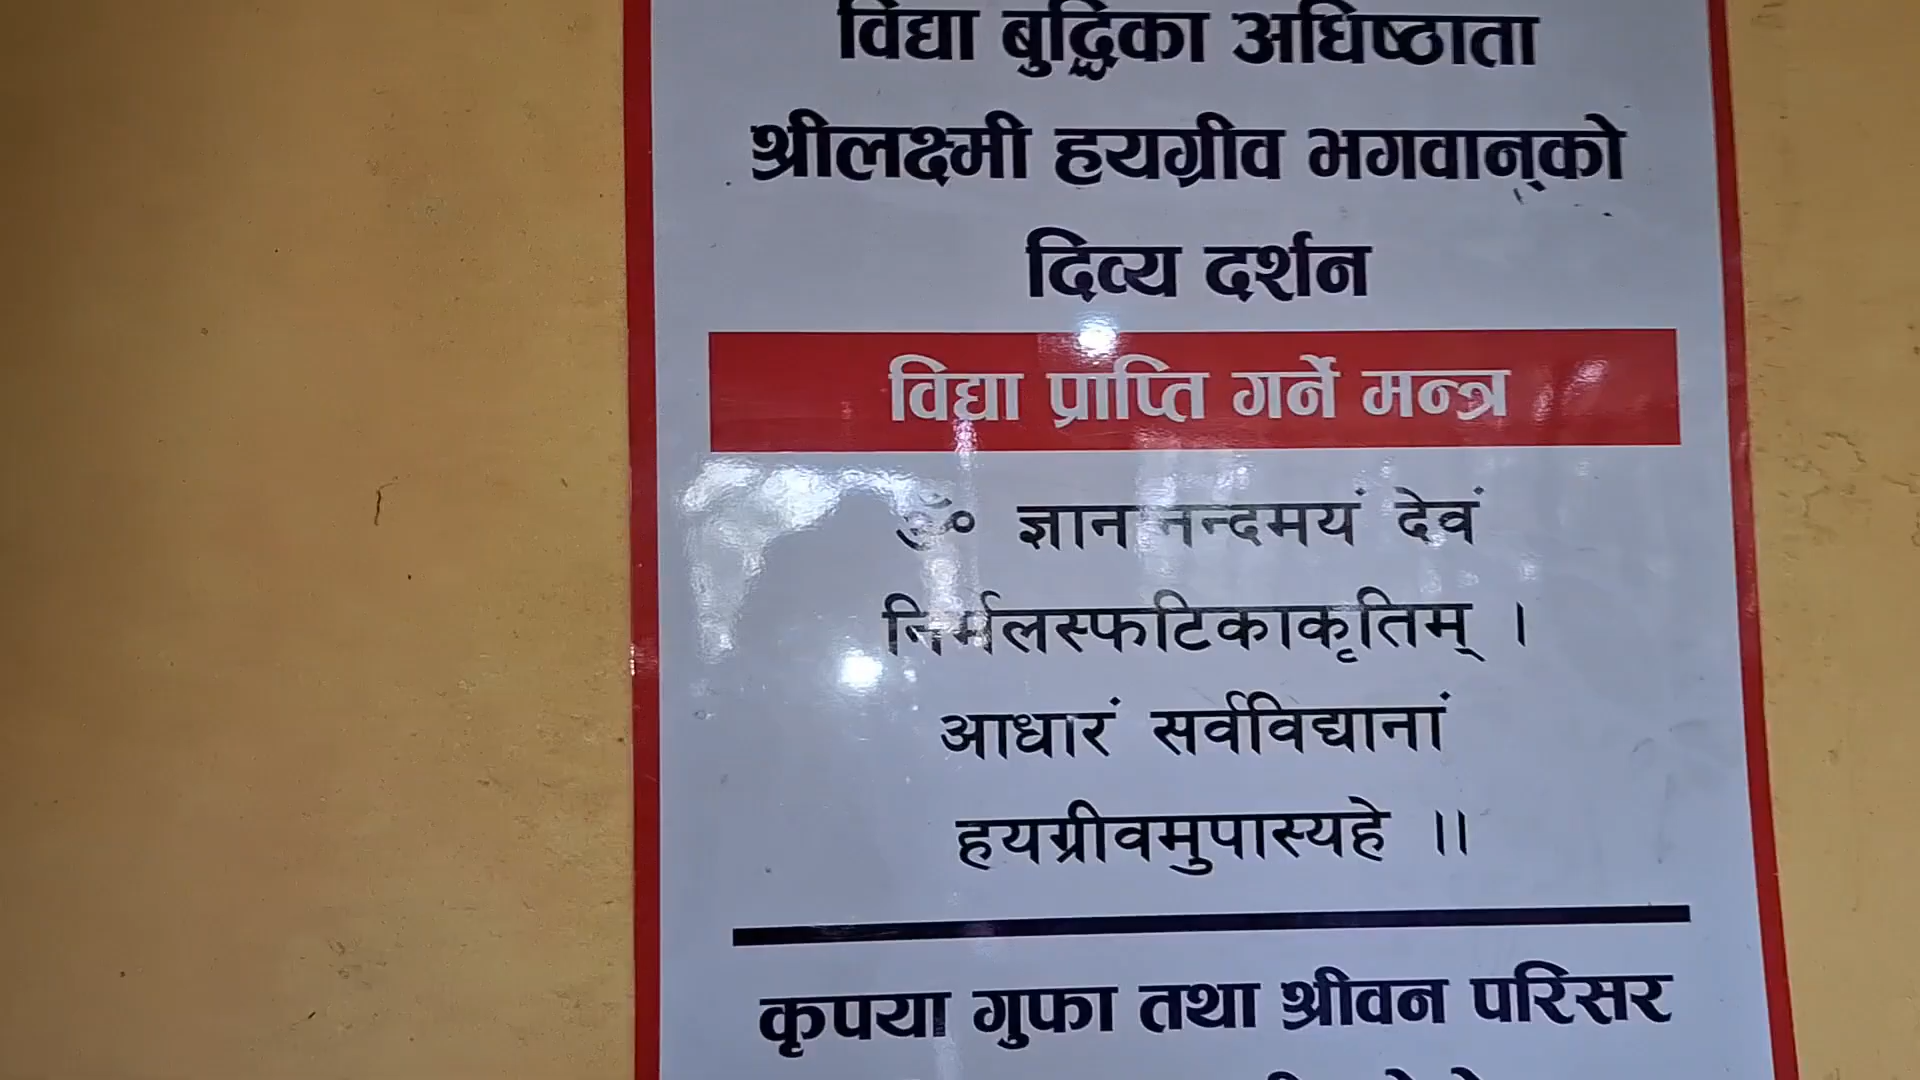 विद्या बुद्धिका अधिष्ठाता
श्रीलक्ष्मी हयग्रीव भगवान्को
दिव्य दर्शन
विद्या प्राप्ति गर्ने मन्त्र
ॐ ज्ञानानन्दमयं देवं
निर्मलस्फटिकाकृतिम् ।
आधारं सर्वविद्यानां
हयग्रीवमुपास्यहे ।।
कृपया गुफा तथा श्रीवन परिसर